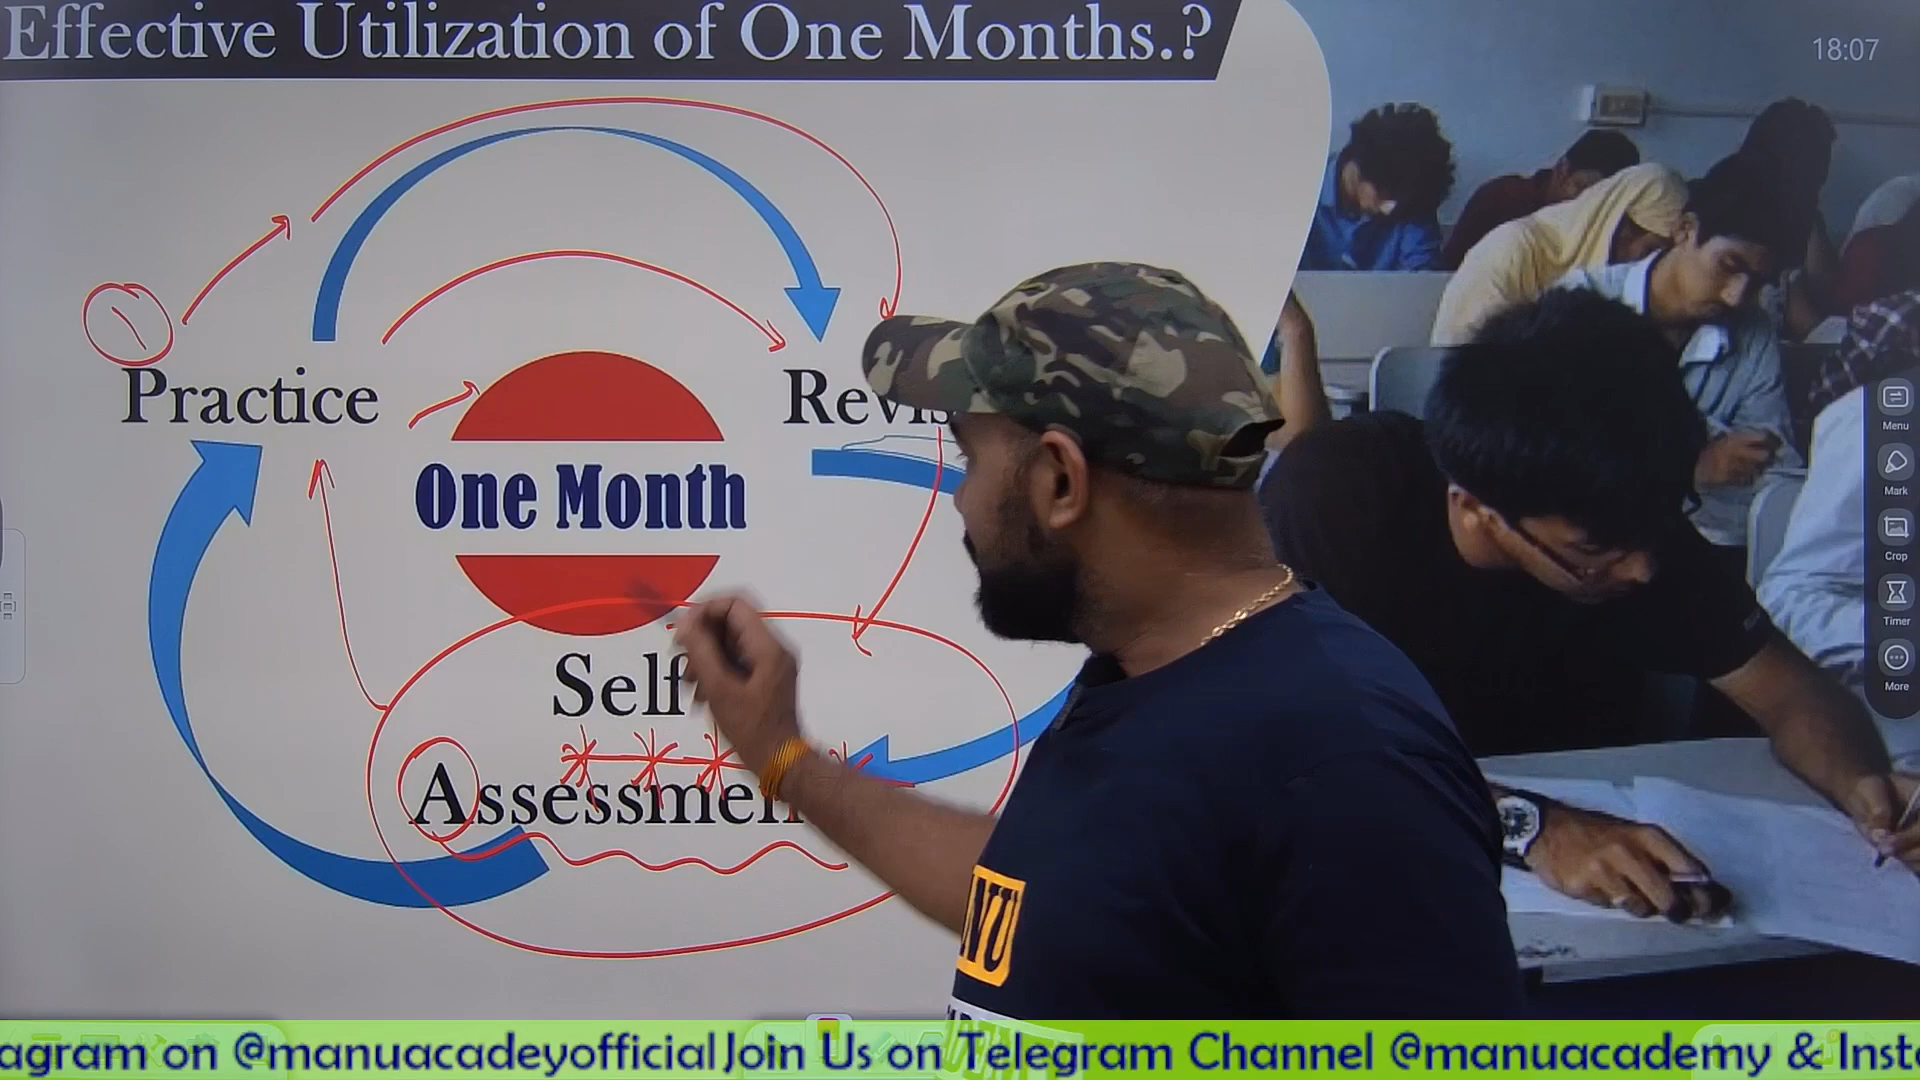 Effective Utilization of One Months.?
18:07
Practice
Revis
One Month
Self
Assessmen
Menu
Mark
Crop
Timer
More
NU
agram on @manuacadeyofficial Join Us on Telegram Channel @manuacademy & Inst